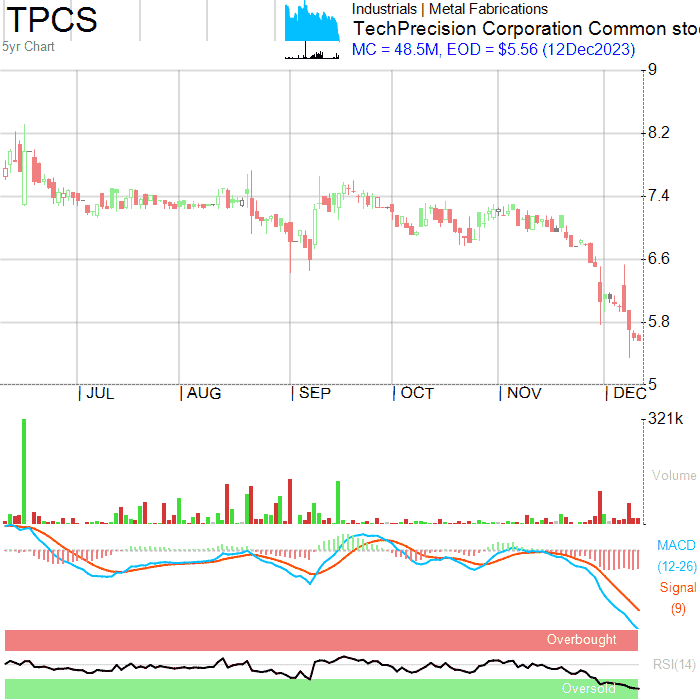 TPCS
5yr Chart
Industrials | Metal Fabrications
TechPrecision Corporation Common sto
MC = 48.5M, EOD = $5.56 (12Dec2023)
9
8.2
7.4
6.6
5.8
5
| JUL | AUG | SEP | OCT | NOV | DEC
321k
Volume
MACD
(12-26)
Signal
(9)
Overbought
RSI(14)
Oversold